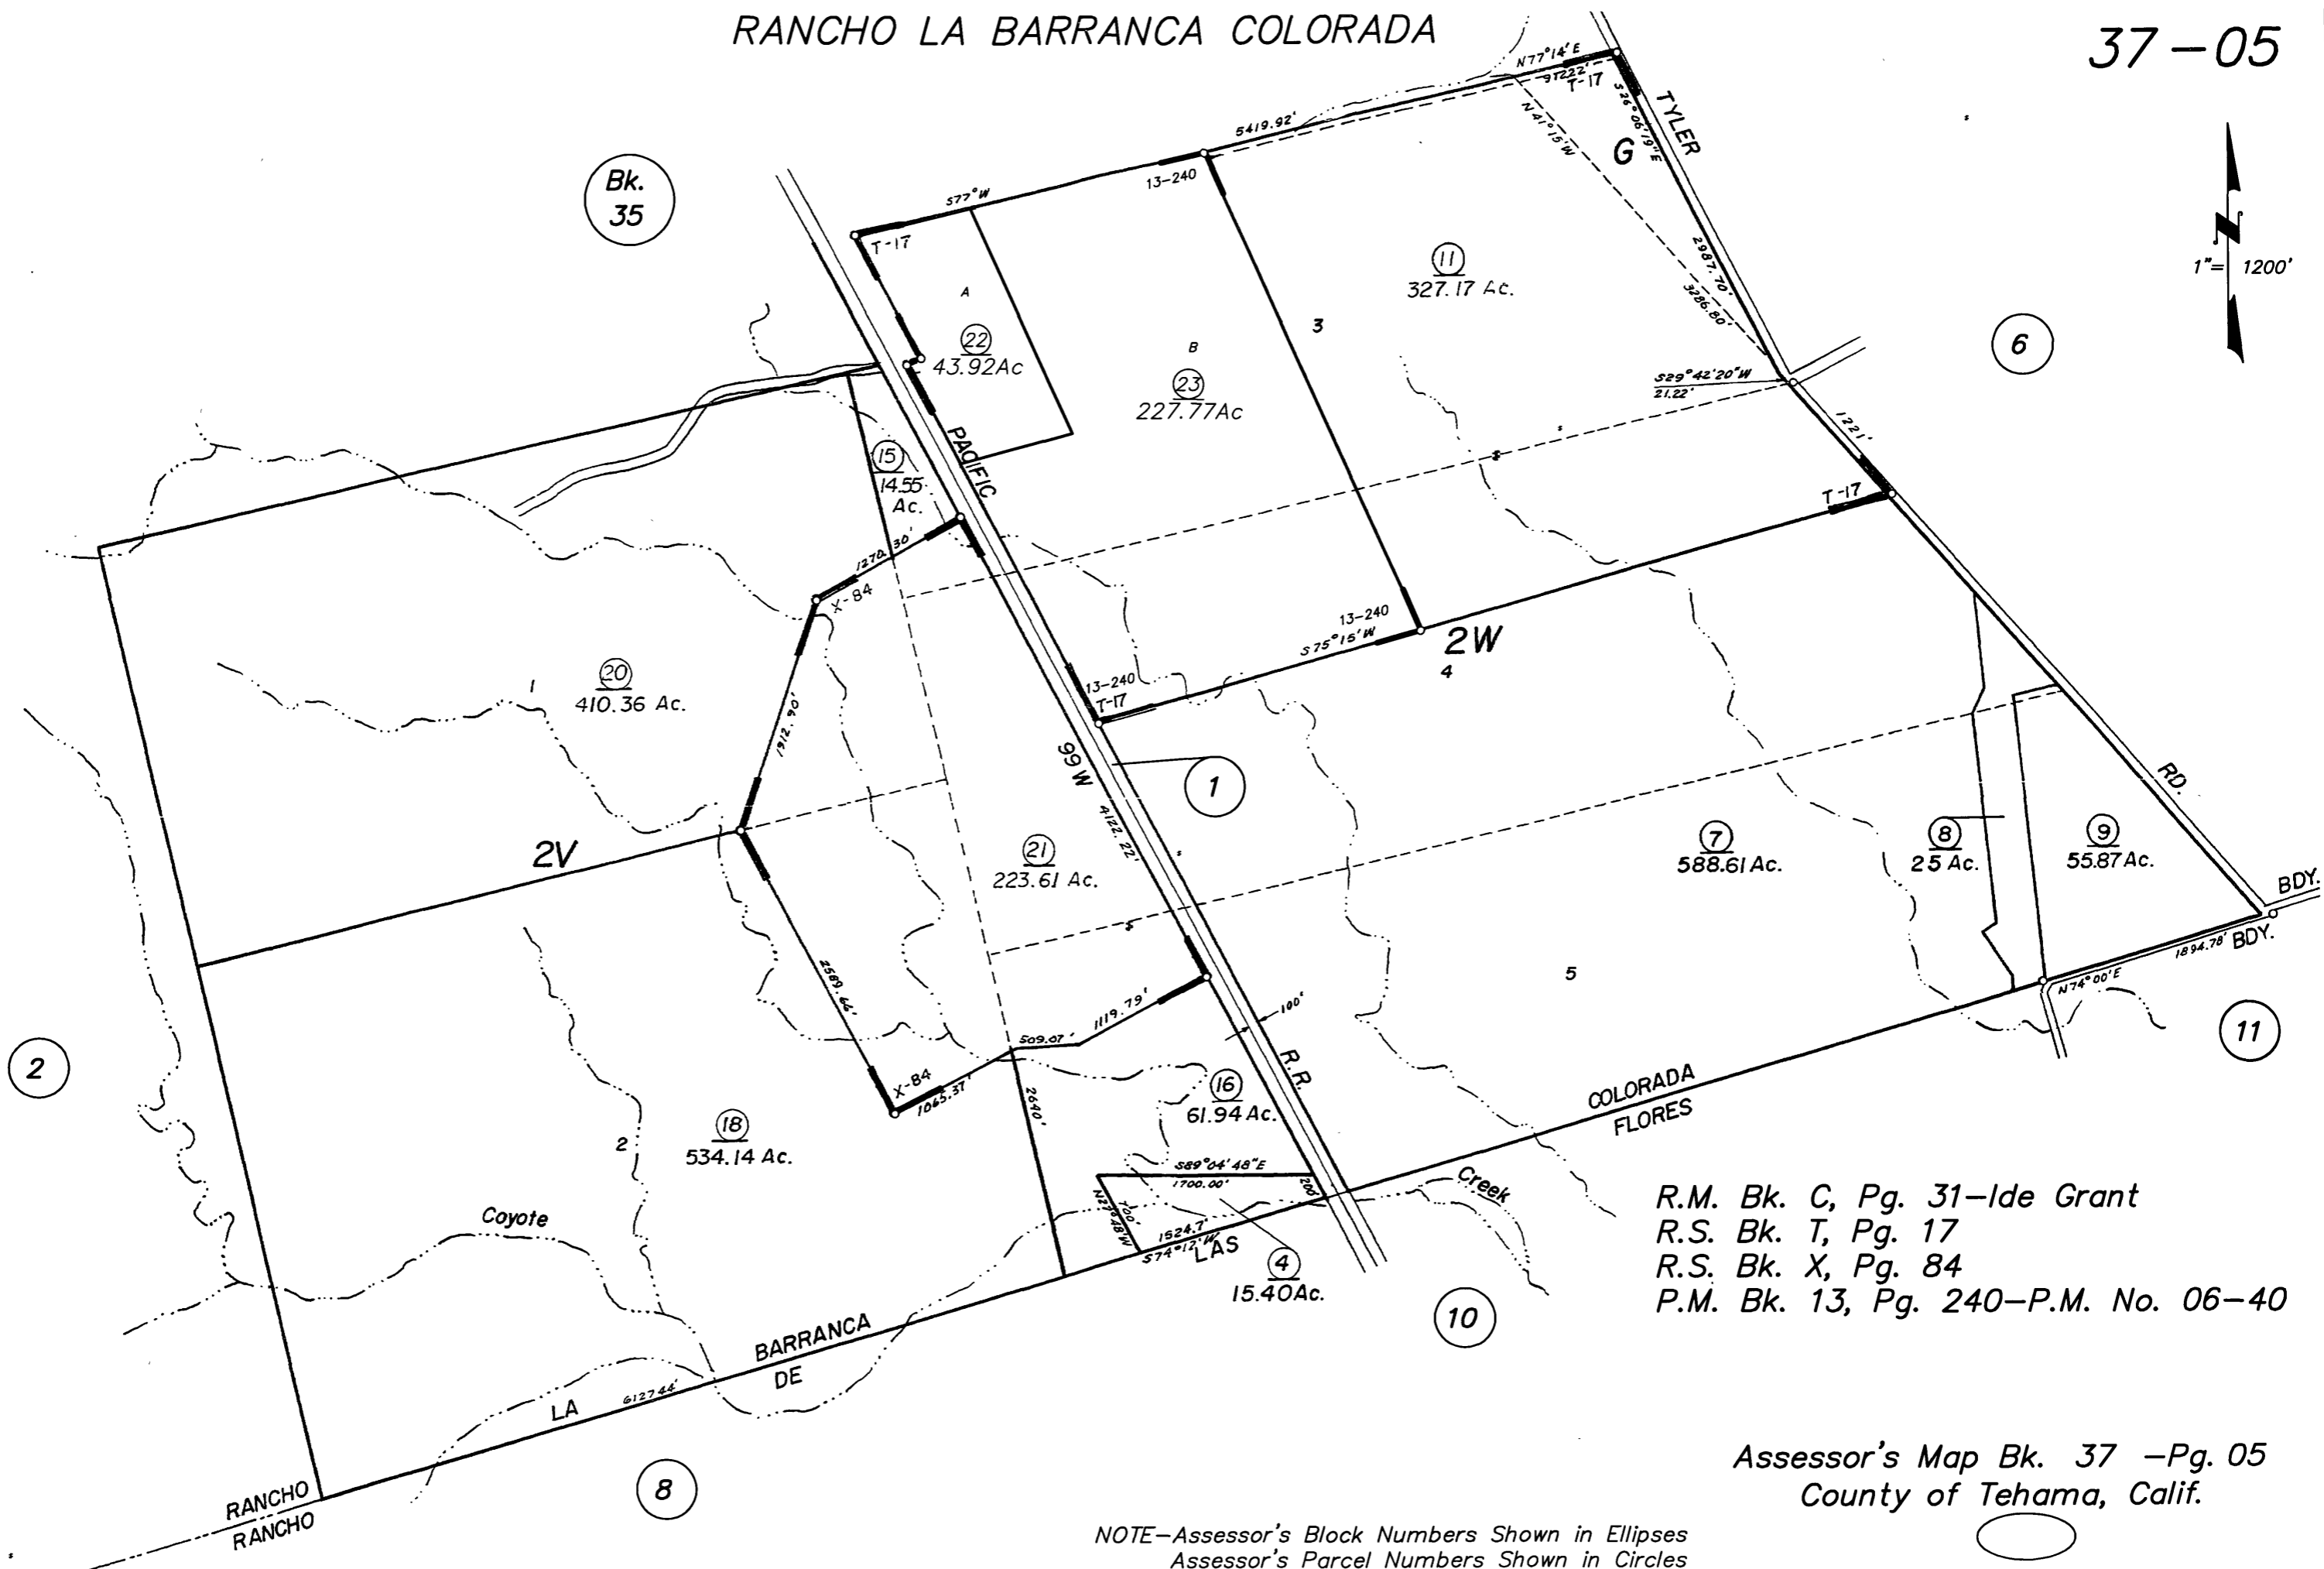 RANCHO LA BARRANCA COLORADA
37-05
Bk.
35
N77°14'E
T-17
5419.92'
S26°06'19"E
TYLER
N41°15'W
G
13-240
S77°W
T-17
1"= 1200'
2987.70'
3286.80'
11
327.17 Ac.
3
A
22
43.92Ac
B
23
227.77Ac
6
S29°42'20"W
21.22'
1221'
T-17
PACIFIC
15
14.55
Ac.
1270.30'
X-84
13-240
S75°15'W
2W
4
13-240
T-17
1
20
410.36 Ac.
1912.90'
99W
1
4122.22'
RD.
2V
21
223.61 Ac.
7
588.61 Ac.
8
25 Ac.
9
55.87Ac.
BDY.
BDY.
1894.78'
N74°00'E
5
2589.66'
1119.79'
509.07'
100'
11
2
X-84
1065.37'
2640'
R.R.
16
61.94 Ac.
COLORADA
FLORES
2
18
534.14 Ac.
S89°04'48"E
1700.00'
200'
N27°48'W
700'
1524.7'
S74°12'W
LAS
Creek
Coyote
4
15.40Ac.
10
R.M. Bk. C, Pg. 31-Ide Grant
R.S. Bk. T, Pg. 17
R.S. Bk. X, Pg. 84
P.M. Bk. 13, Pg. 240-P.M. No. 06-40
BARRANCA
DE
6127.44'
LA
8
RANCHO
RANCHO
Assessor's Map Bk. 37 -Pg. 05
County of Tehama, Calif.
NOTE-Assessor's Block Numbers Shown in Ellipses
Assessor's Parcel Numbers Shown in Circles